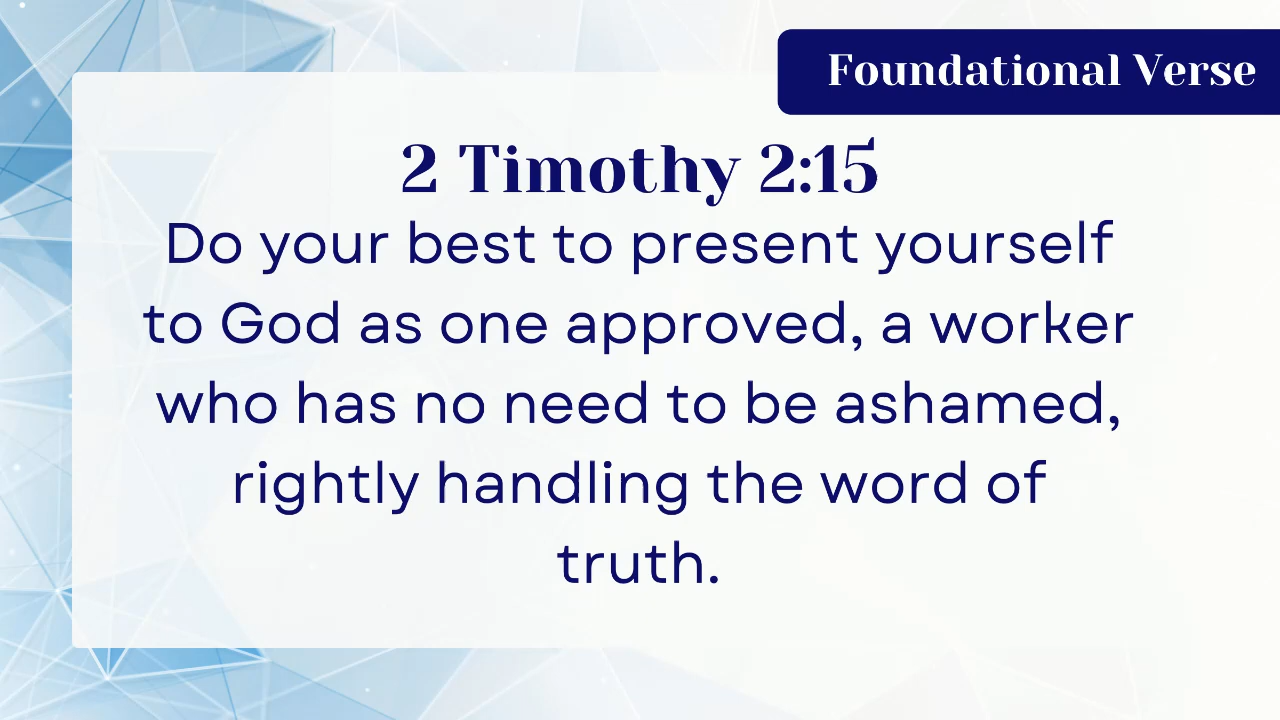 Foundational Verse
2 Timothy 2:15
Do your best to present yourself
to God as one approved, a worker
who has no need to be ashamed,
rightly handling the word of
truth.